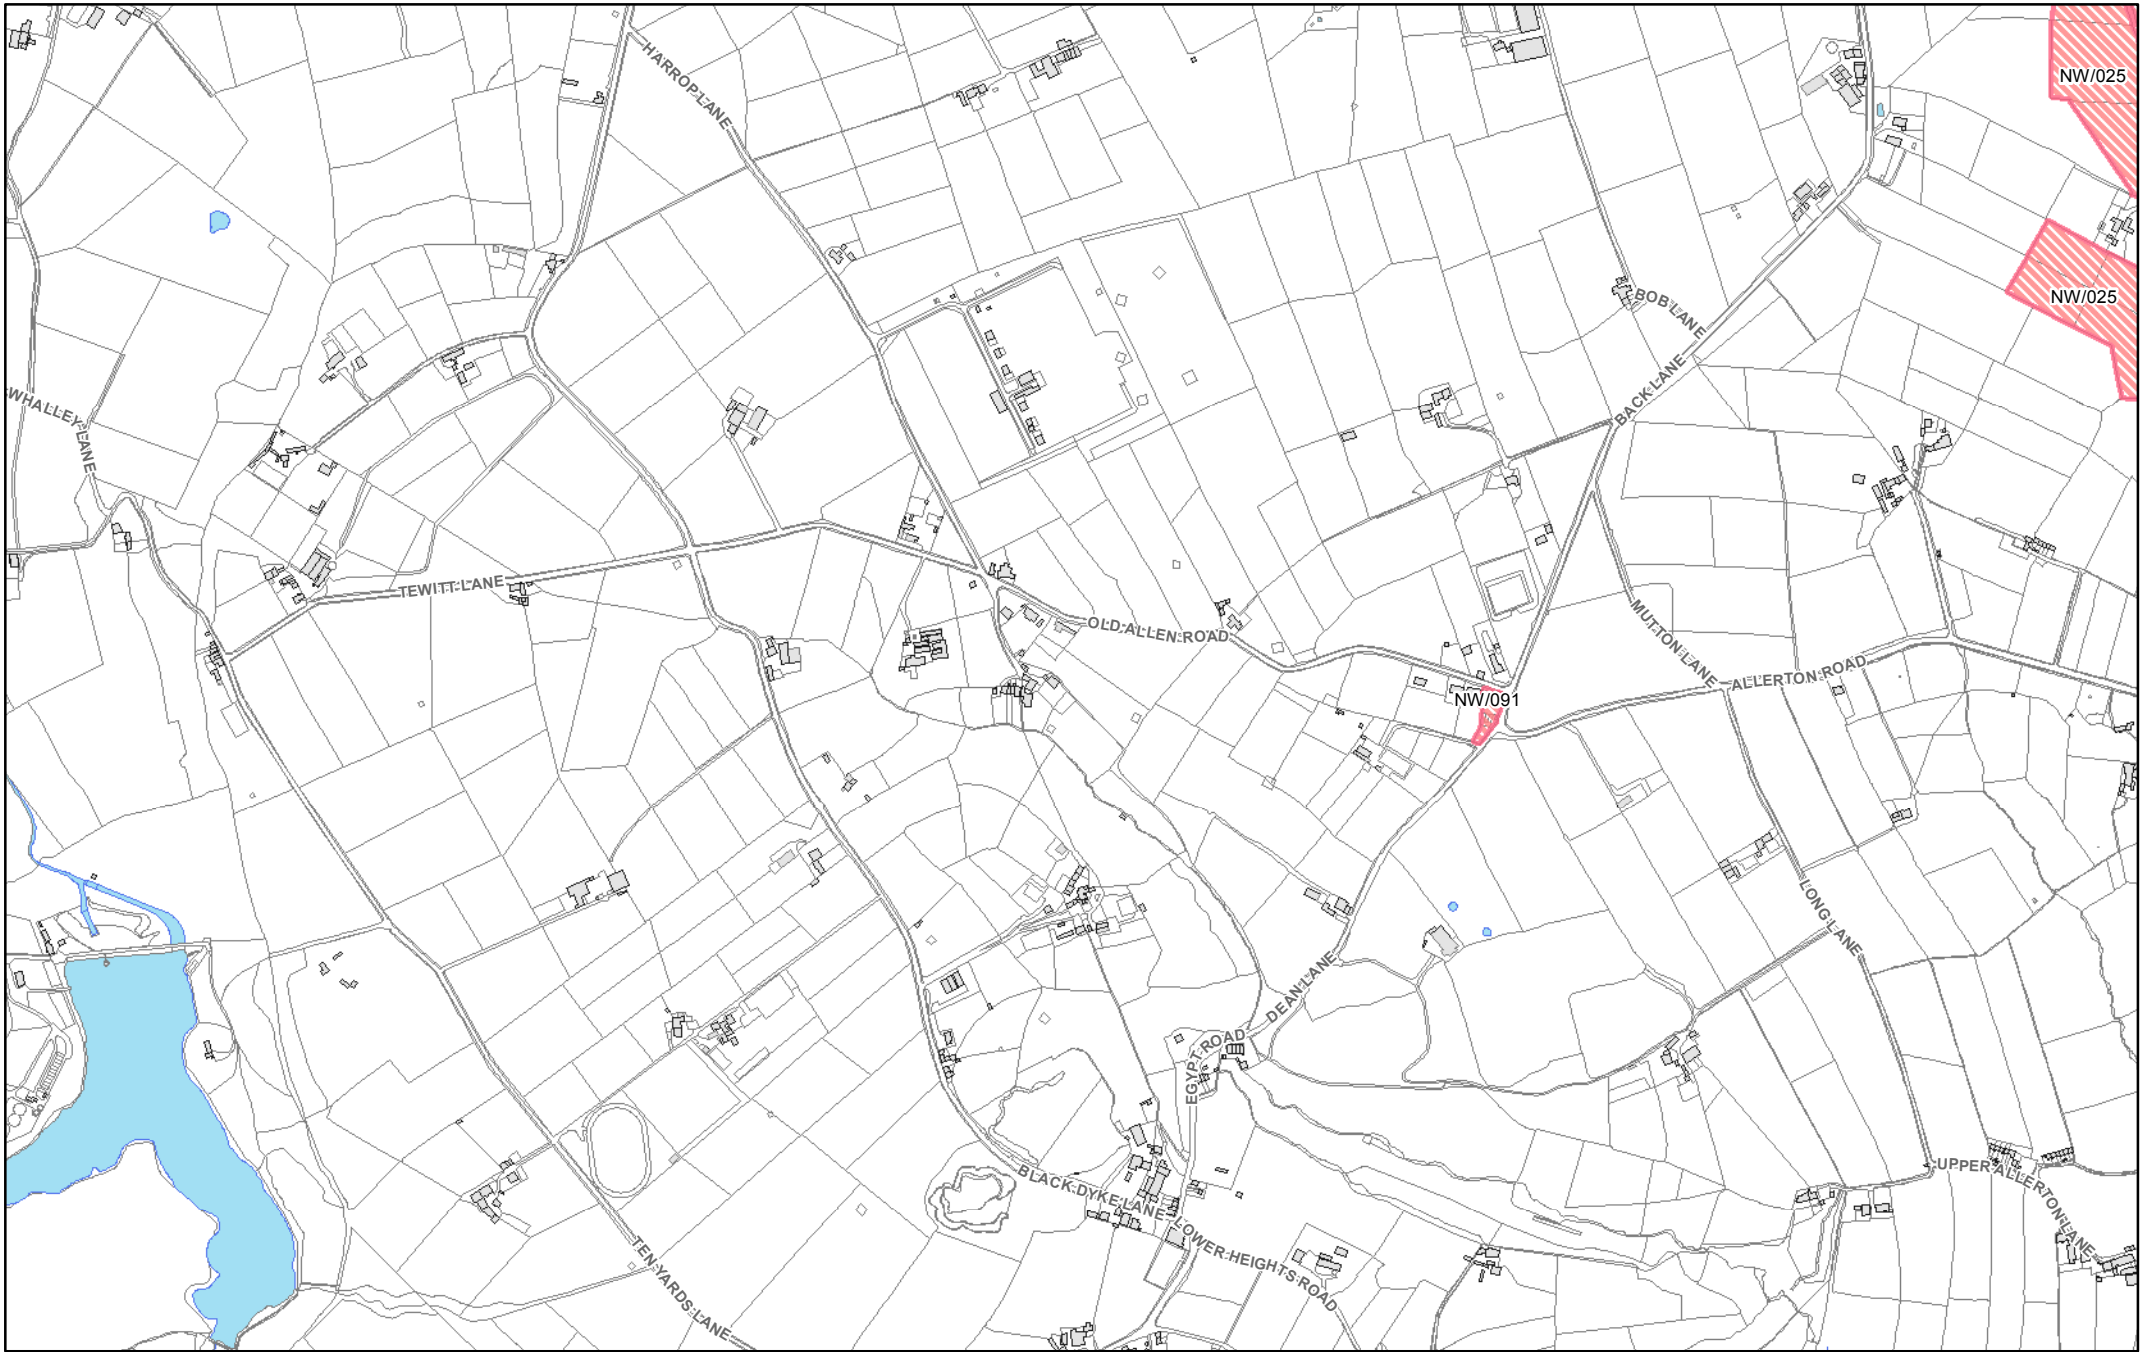 HARROP LANE
NW/025
NW/025
BOB LANE
BACK LANE
WHALLEY LANE
TEWITT LANE
OLD ALLEN ROAD
MUTTON LANE
ALLERTON ROAD
NW/091
LONG LANE
DEAN LANE
EGYPT ROAD
BLACK DYKE LANE
LOWER HEIGHTS ROAD
UPPER ALLERTON LANE
TEN YARDS LANE